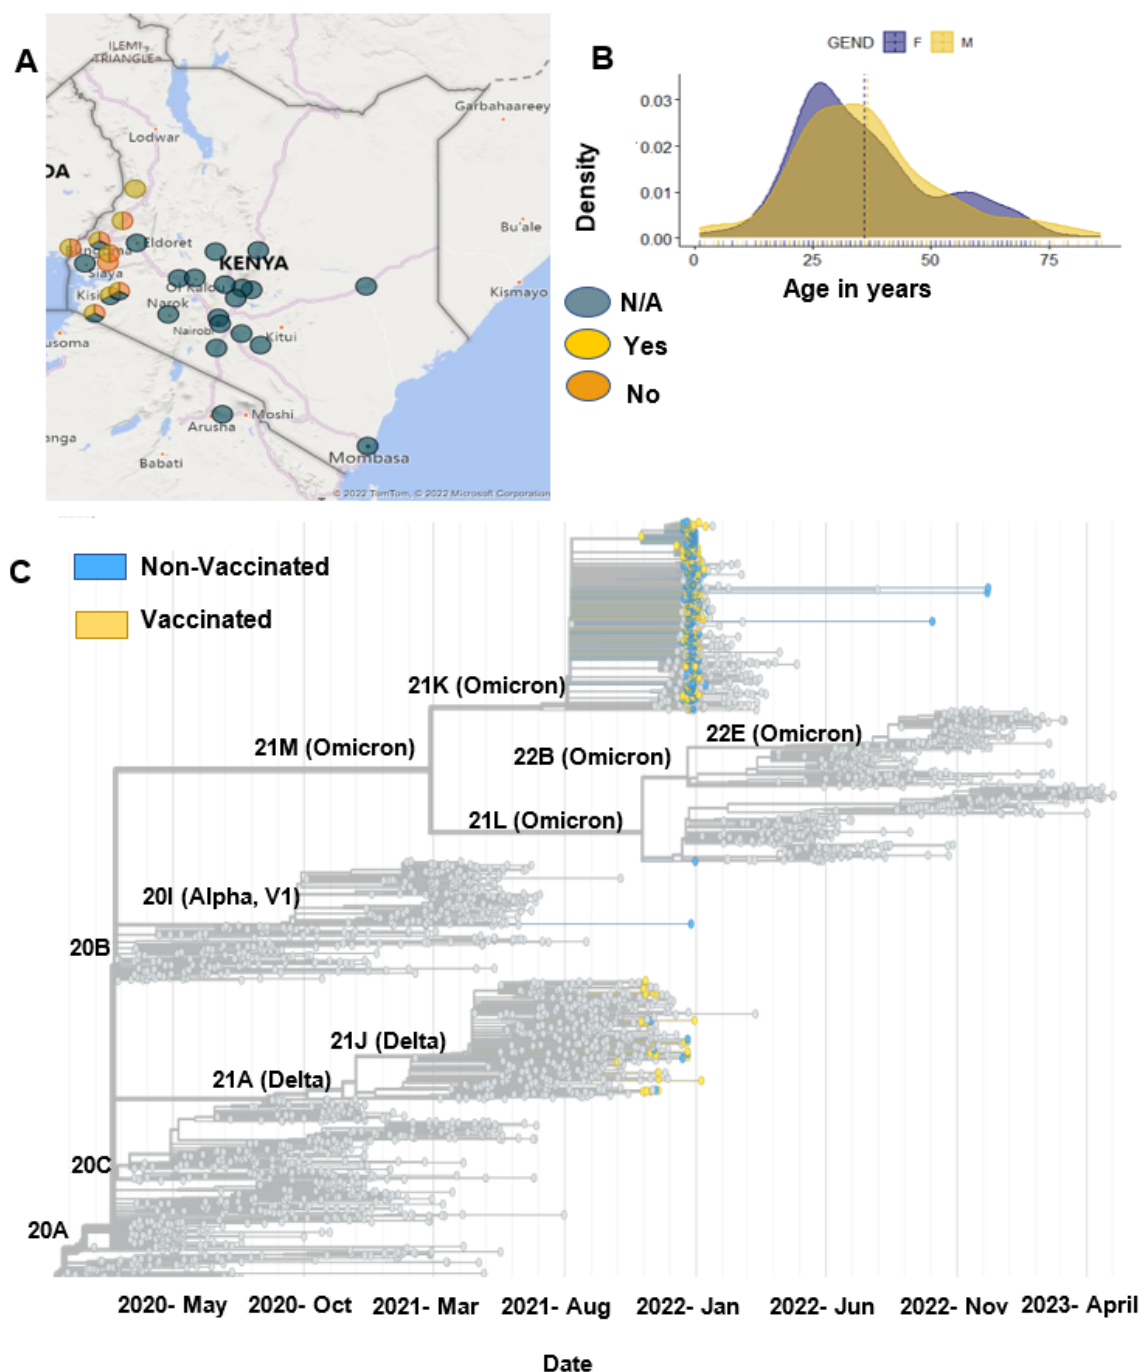 A
ILEMI
TRIANGLE
Garbahaareey
Lodwar
DA
Bu'ale
Eldoret
KENYA
Siaya
Kismayo
Narok
Nairobi
Kitui
usoma
Moshi
Arusha
anga
Babati
Mombasa
© 2022 TomTom, © 2022 Microsoft Corporation
B
GEND F M
0.03
0.02
0.01
0.00
Density
0 25 50 75
Age in years
N/A
Yes
No
C
Non-Vaccinated
Vaccinated
21K (Omicron)
21M (Omicron)
22E (Omicron)
22B (Omicron)
21L (Omicron)
20I (Alpha, V1)
20B
21J (Delta)
21A (Delta)
20C
20A
2020- May 2020- Oct 2021- Mar 2021- Aug 2022- Jan 2022- Jun 2022- Nov 2023- April
Date